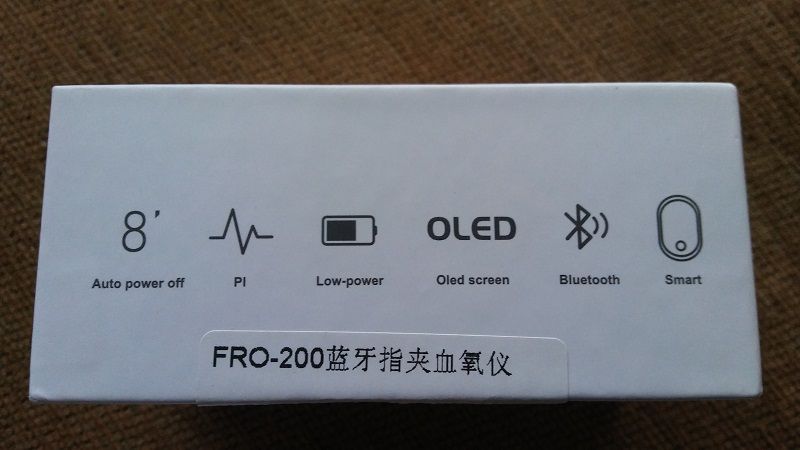 8’ OLED
Auto power off PI Low-power Oled screen Bluetooth Smart
FRO-200蓝牙指夹血氧仪